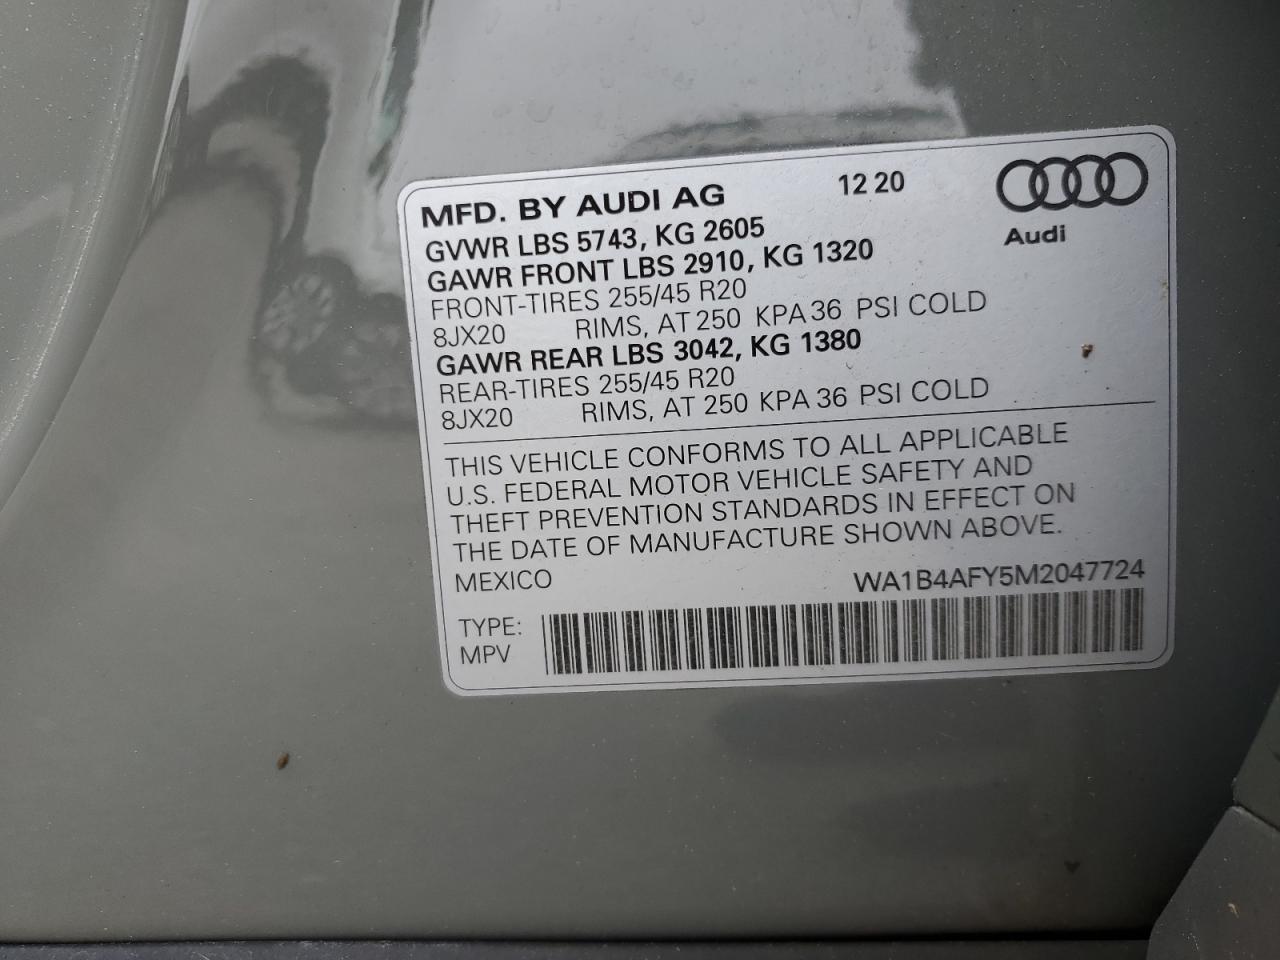 MFD. BY AUDI AG 12 20
Audi
GVWR LBS 5743, KG 2605
GAWR FRONT LBS 2910, KG 1320
FRONT-TIRES 255/45 R20
8JX20 RIMS, AT 250 KPA 36 PSI COLD
GAWR REAR LBS 3042, KG 1380
REAR-TIRES 255/45 R20
8JX20 RIMS, AT 250 KPA 36 PSI COLD
THIS VEHICLE CONFORMS TO ALL APPLICABLE
U.S. FEDERAL MOTOR VEHICLE SAFETY AND
THEFT PREVENTION STANDARDS IN EFFECT ON
THE DATE OF MANUFACTURE SHOWN ABOVE.
MEXICO WA1B4AFY5M2047724
TYPE:
MPV